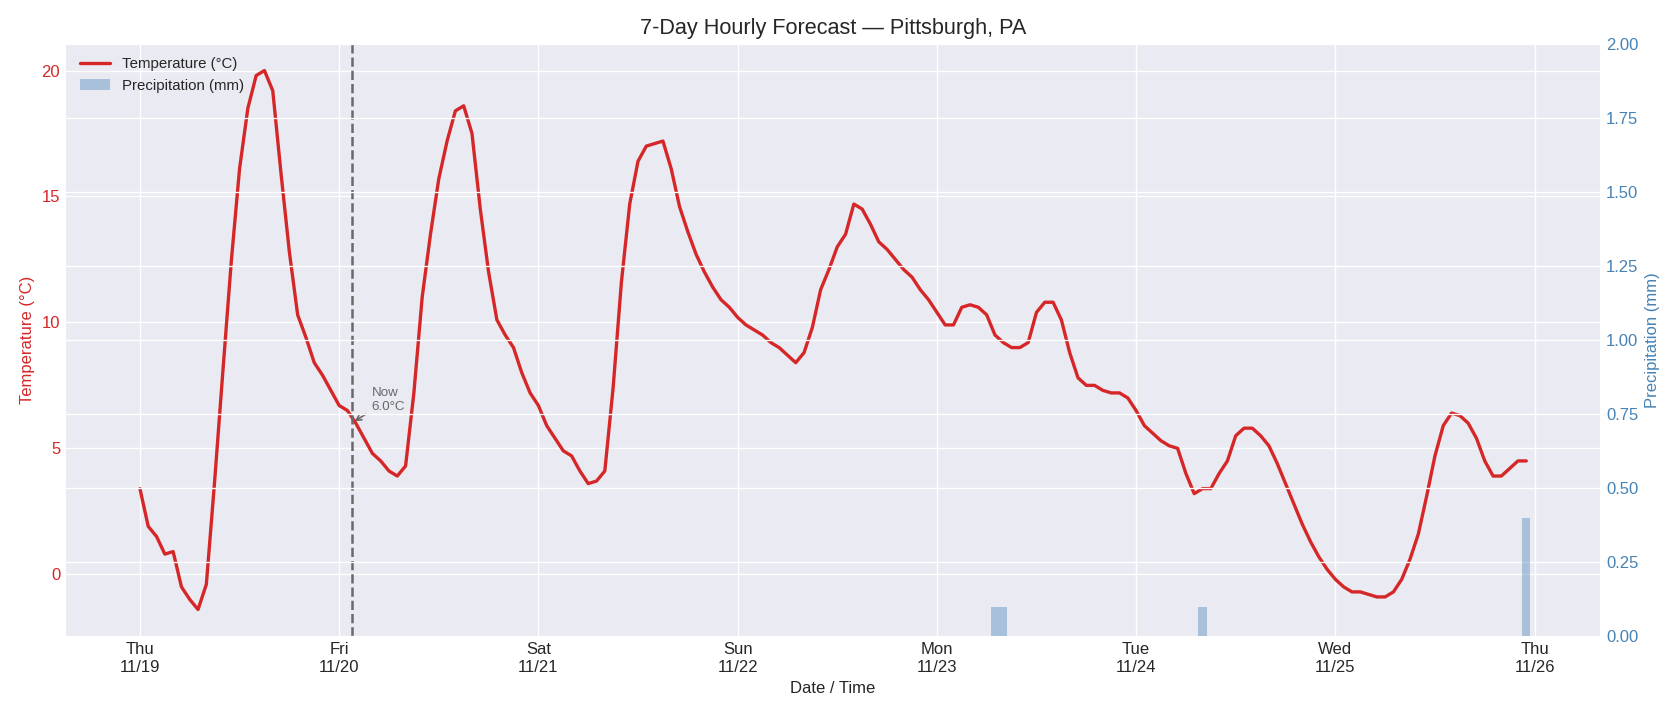 7-Day Hourly Forecast — Pittsburgh, PA
Temperature (°C)
Precipitation (mm)
20
15
10
5
0
Temperature (°C)
2.00
1.75
1.50
1.25
1.00
0.75
0.50
0.25
0.00
Precipitation (mm)
Now
6.0°C
Thu
11/19
Fri
11/20
Sat
11/21
Sun
11/22
Mon
11/23
Tue
11/24
Wed
11/25
Thu
11/26
Date / Time